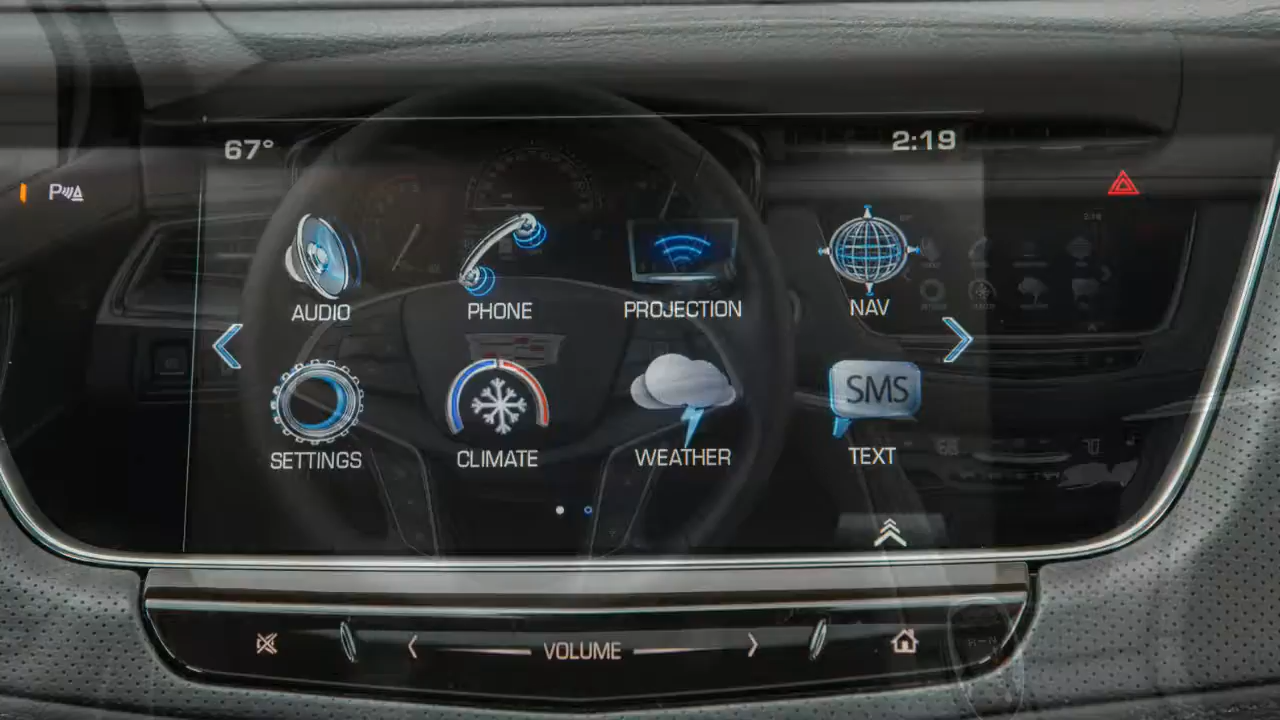 67° 2:19
P
AUDIO PHONE PROJECTION NAV
SMS
SETTINGS CLIMATE WEATHER TEXT
VOLUME